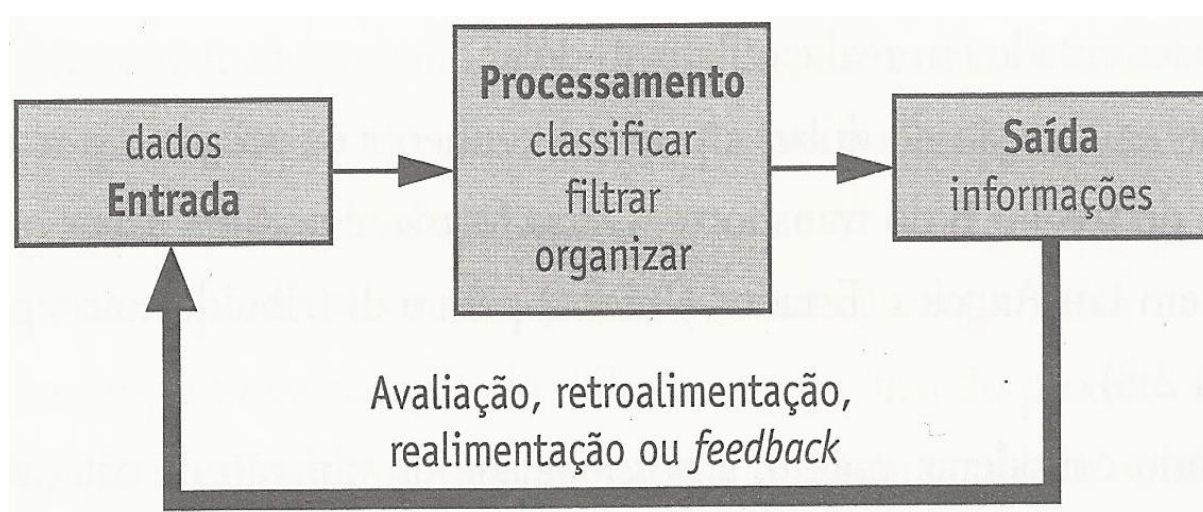 dados
Entrada
Processamento
classificar
filtrar
organizar
Saída
informações
Avaliação, retroalimentação,
realimentação ou feedback